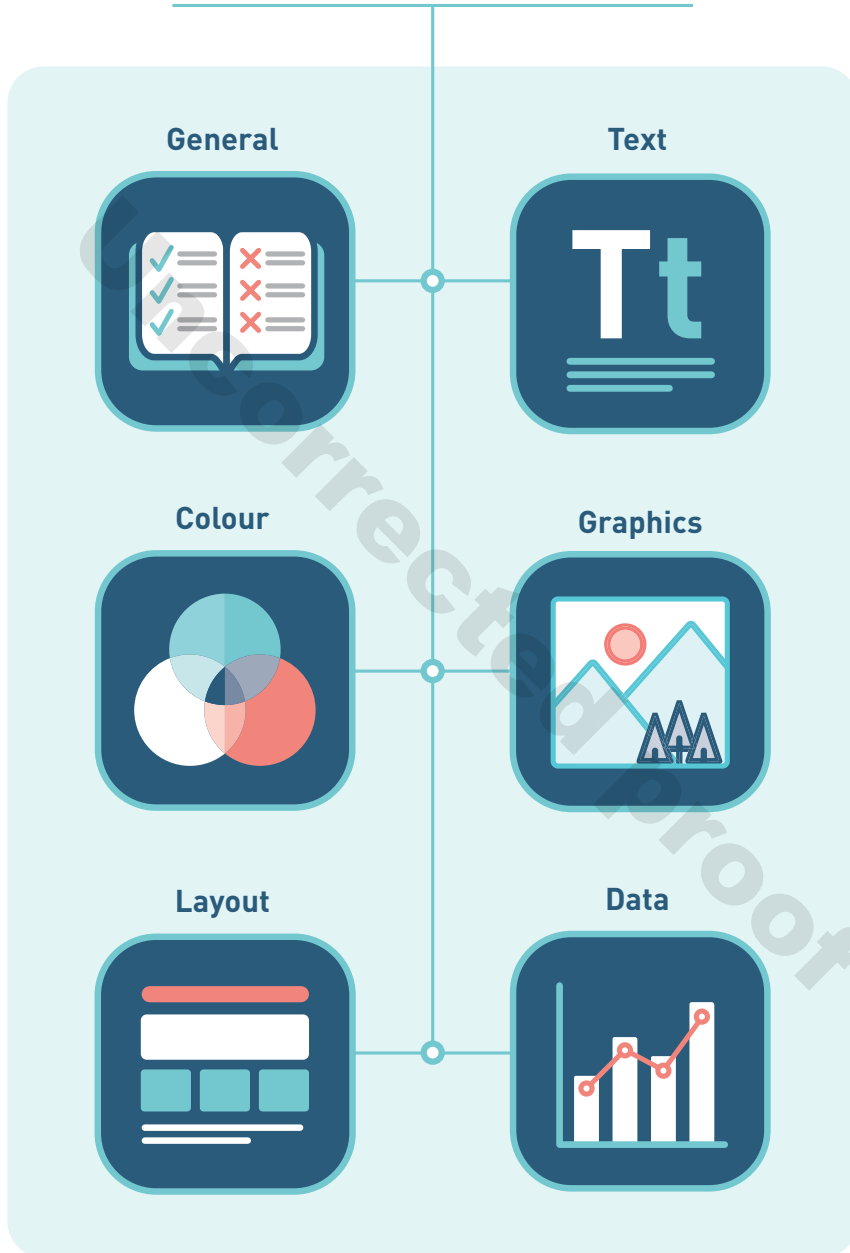 General
Text
Tt
Colour
Graphics
Layout
Data
Uncorrected proof